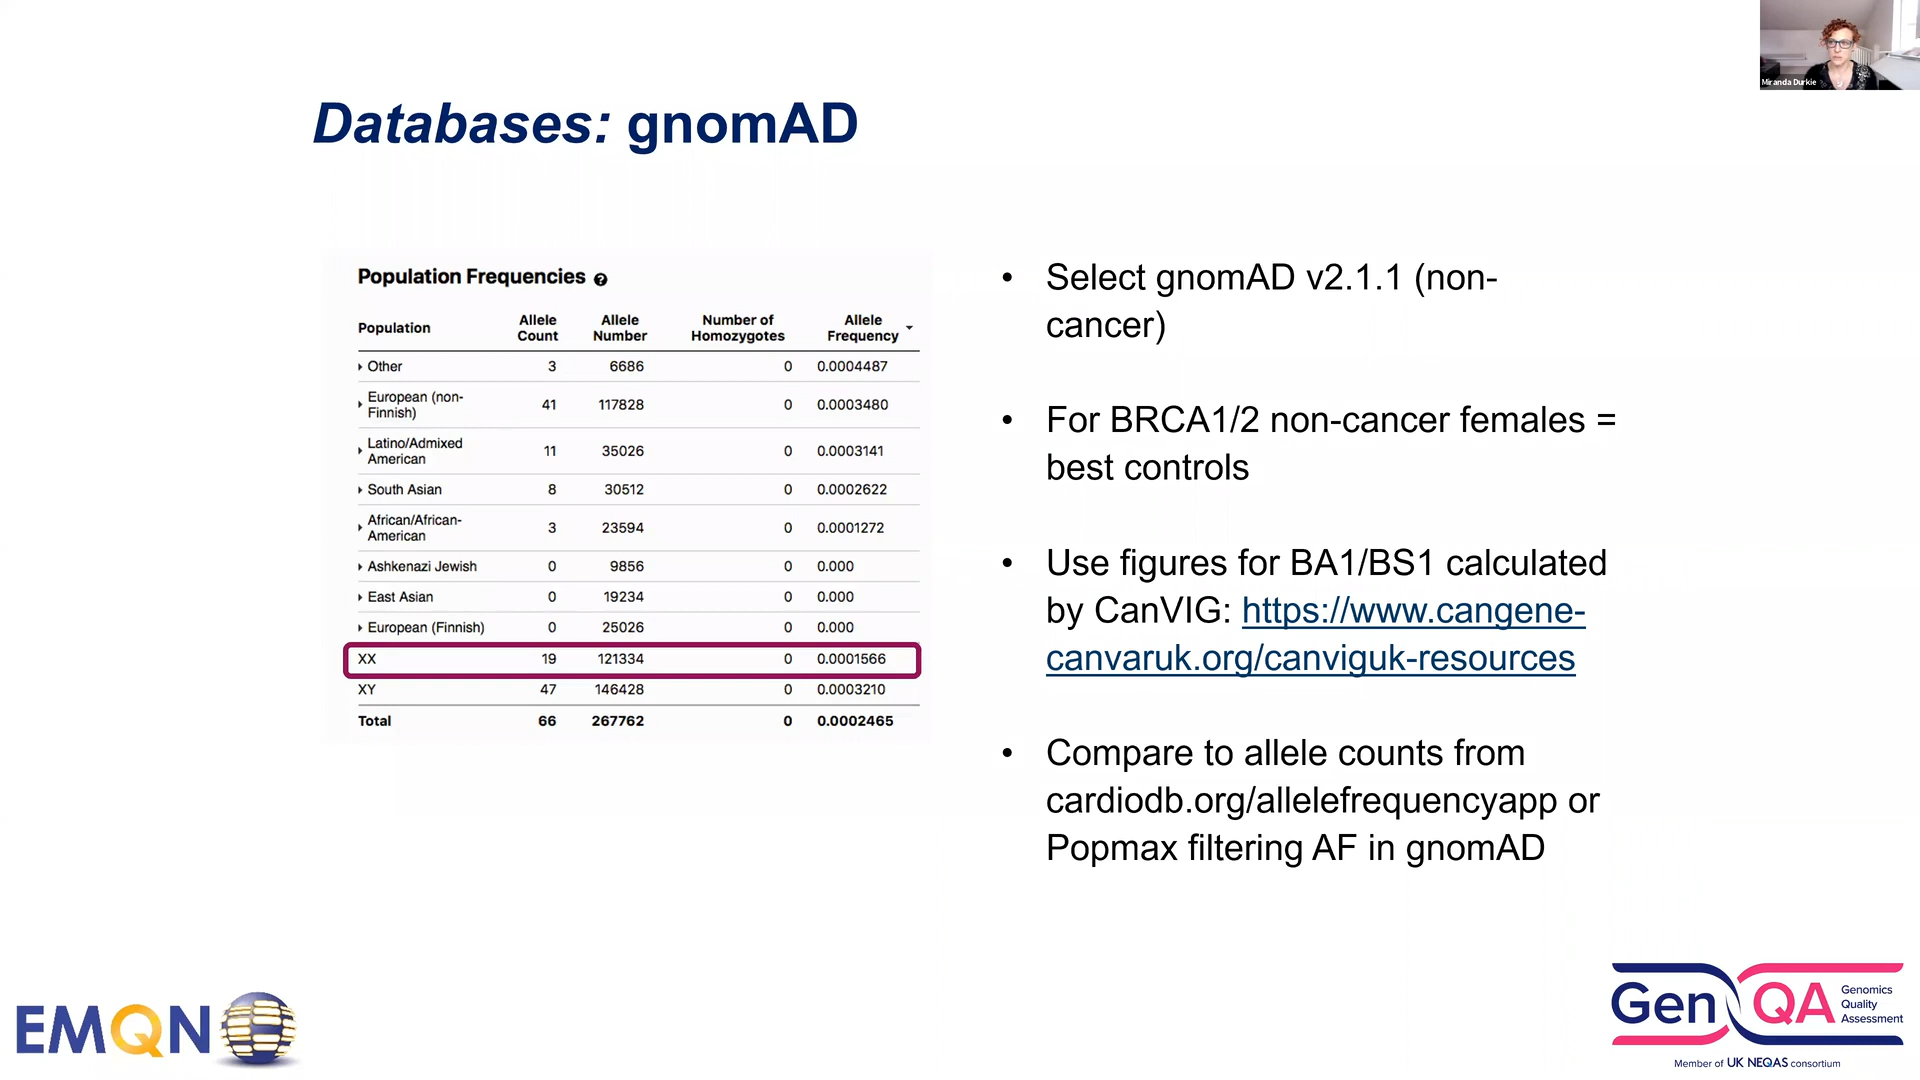 Miranda Durkie
Databases: gnomAD
Population Frequencies ?
Population Allele Count Allele Number Number of Homozygotes Allele Frequency
Other 3 6686 0 0.0004487
European (non-Finnish) 41 117828 0 0.0003480
Latino/Admixed American 11 35026 0 0.0003141
South Asian 8 30512 0 0.0002622
African/African-American 3 23594 0 0.0001272
Ashkenazi Jewish 0 9856 0 0.000
East Asian 0 19234 0 0.000
European (Finnish) 0 25026 0 0.000
XX 19 121334 0 0.0001566
XY 47 146428 0 0.0003210
Total 66 267762 0 0.0002465
• Select gnomAD v2.1.1 (non-
cancer)
• For BRCA1/2 non-cancer females =
best controls
• Use figures for BA1/BS1 calculated
by CanVIG: https://www.cangene-
canvaruk.org/canviguk-resources
• Compare to allele counts from
cardiodb.org/allelefrequencyapp or
Popmax filtering AF in gnomAD
EMQN
GenQA
Genomics
Quality
Assessment
Member of UK NEQAS consortium